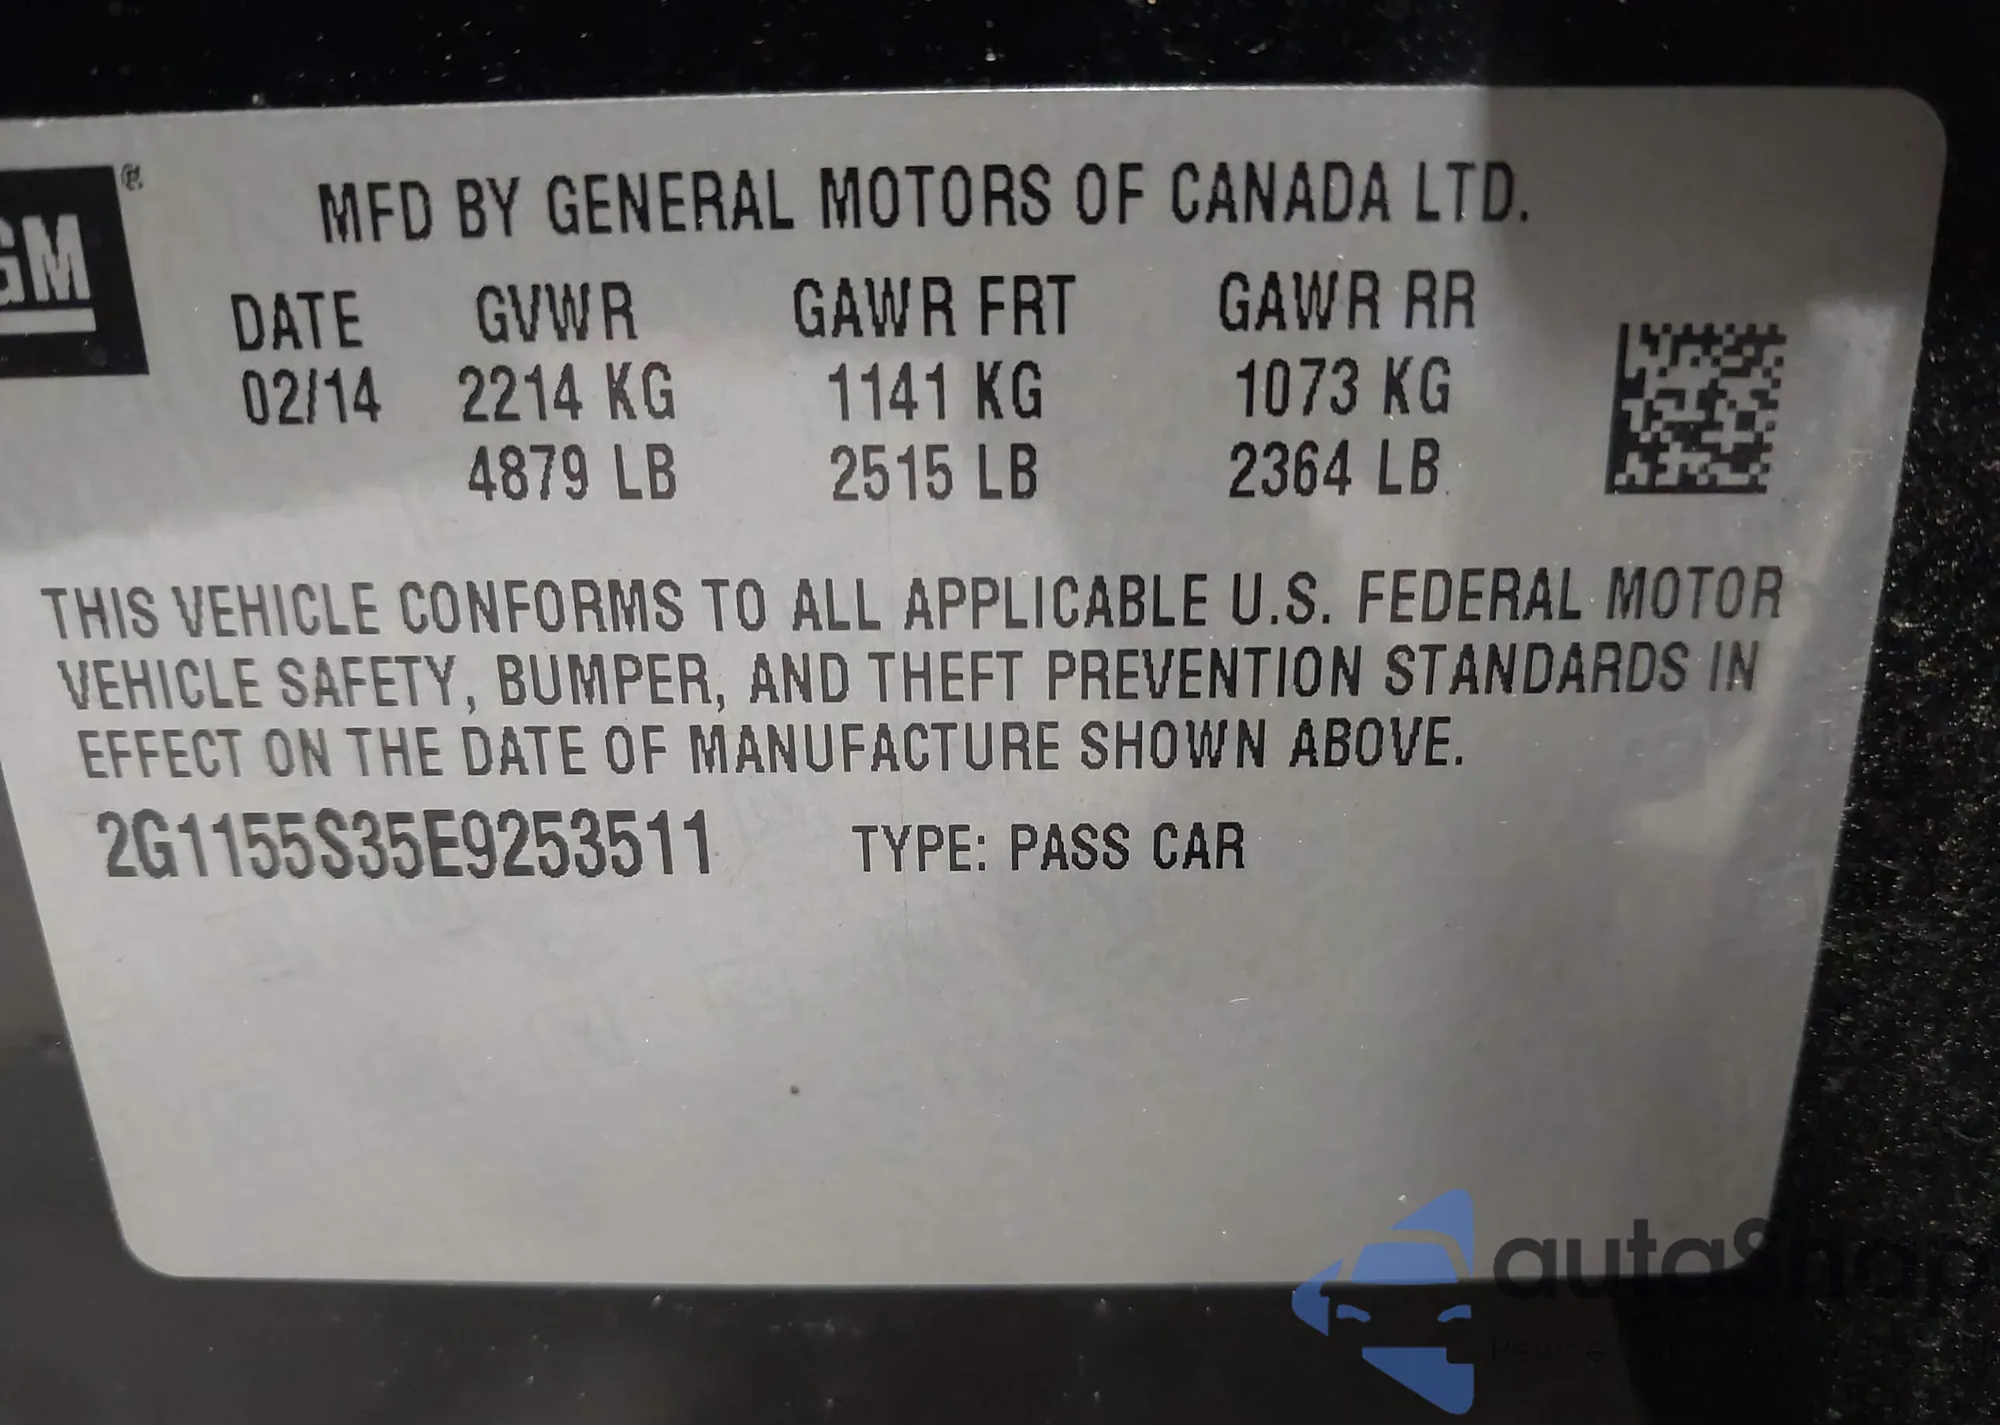 GM ®
MFD BY GENERAL MOTORS OF CANADA LTD.
DATE GVWR GAWR FRT GAWR RR
02/14 2214 KG 1141 KG 1073 KG
4879 LB 2515 LB 2364 LB
THIS VEHICLE CONFORMS TO ALL APPLICABLE U.S. FEDERAL MOTOR
VEHICLE SAFETY, BUMPER, AND THEFT PREVENTION STANDARDS IN
EFFECT ON THE DATE OF MANUFACTURE SHOWN ABOVE.
2G1155S35E9253511 TYPE: PASS CAR